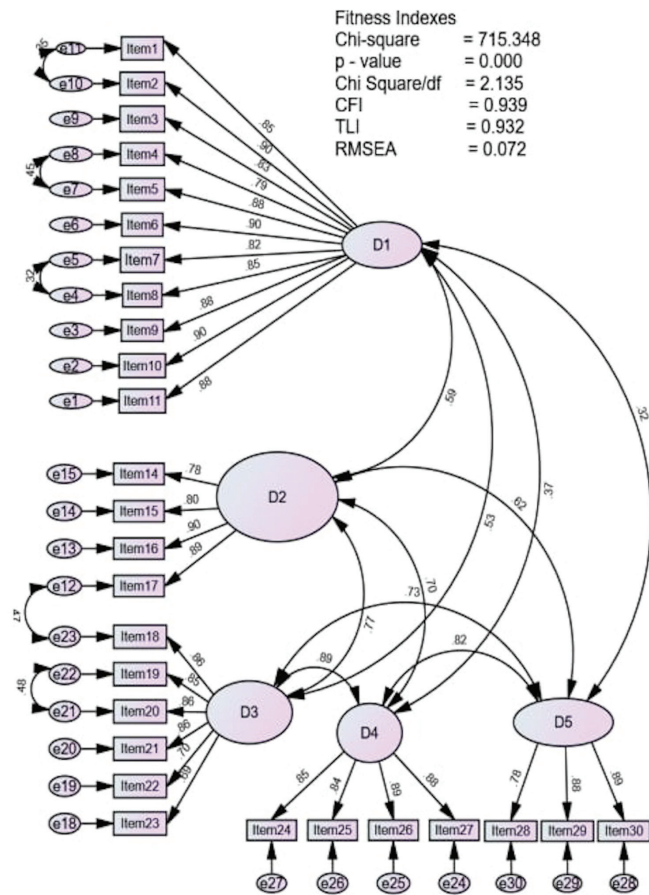 Fitness Indexes
Chi-square = 715.348
p - value = 0.000
Chi Square/df = 2.135
CFI = 0.939
TLI = 0.932
RMSEA = 0.072
.35
e11 Item1 .85
e10 Item2 .90
e9 Item3 .83
e8 Item4 .79
.45
e7 Item5 .88
e6 Item6 .90
D1
e5 Item7 .82
.32
e4 Item8 .85
e3 Item9 .88
e2 Item10 .90
e1 Item11 .88
.59
.32
.37
.53
.62
e15 Item14 .78
D2
e14 Item15 .80
e13 Item16 .90
e12 Item17 .89
.70
.73
.77
.47
e23 Item18 .86
.82
.89
e22 Item19 .85
.48
e21 Item20 .86
D3
D4
D5
e20 Item21 .86
e19 Item22 .70
e18 Item23 .89
.85 .84 .89 .88 .78 .88 .89
Item24 Item25 Item26 Item27 Item28 Item29 Item30
e27 e26 e25 e24 e30 e29 e28